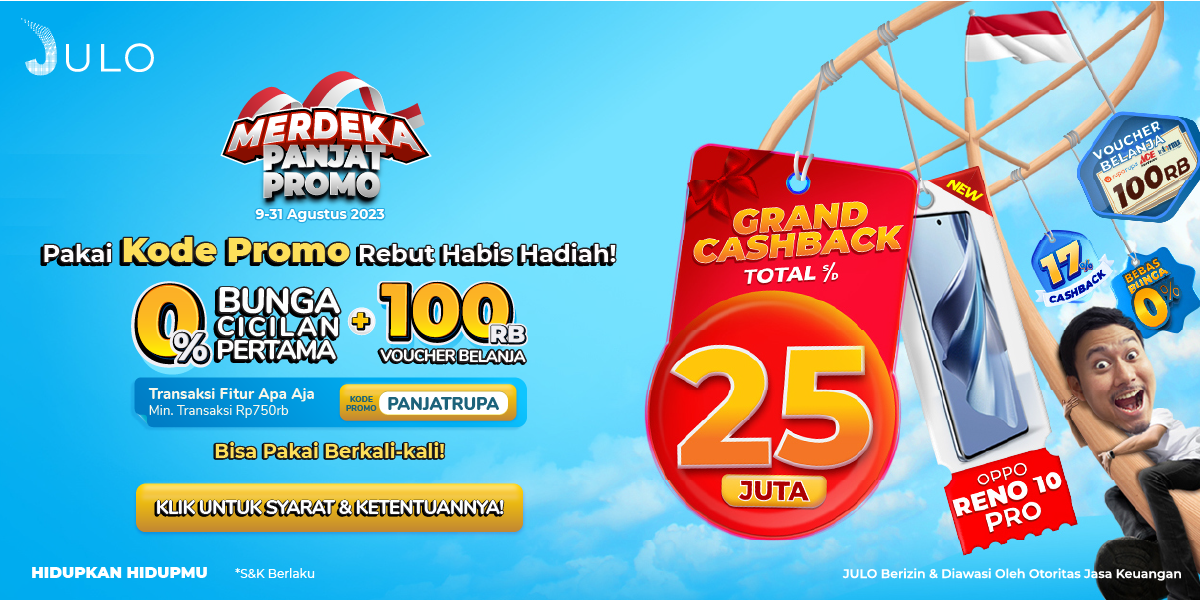 JULO
MERDEKA
PANJAT
PROMO
9-31 Agustus 2023
Pakai Kode Promo Rebut Habis Hadiah!
0%
BUNGA
CICILAN
PERTAMA
+
100RB
VOUCHER BELANJA
Transaksi Fitur Apa Aja
Min. Transaksi Rp750rb
KODE
PROMO
PANJATRUPA
Bisa Pakai Berkali-kali!
KLIK UNTUK SYARAT & KETENTUANNYA!
HIDUPKAN HIDUPMU
*S&K Berlaku
GRAND
CASHBACK
TOTAL s/D
25
JUTA
NEW
OPPO
RENO 10
PRO
VOUCHER
BELANJA
ruparupa ACE informa
100RB
17%
CASHBACK
BEBAS
BUNGA
0%
JULO Berizin & Diawasi Oleh Otoritas Jasa Keuangan